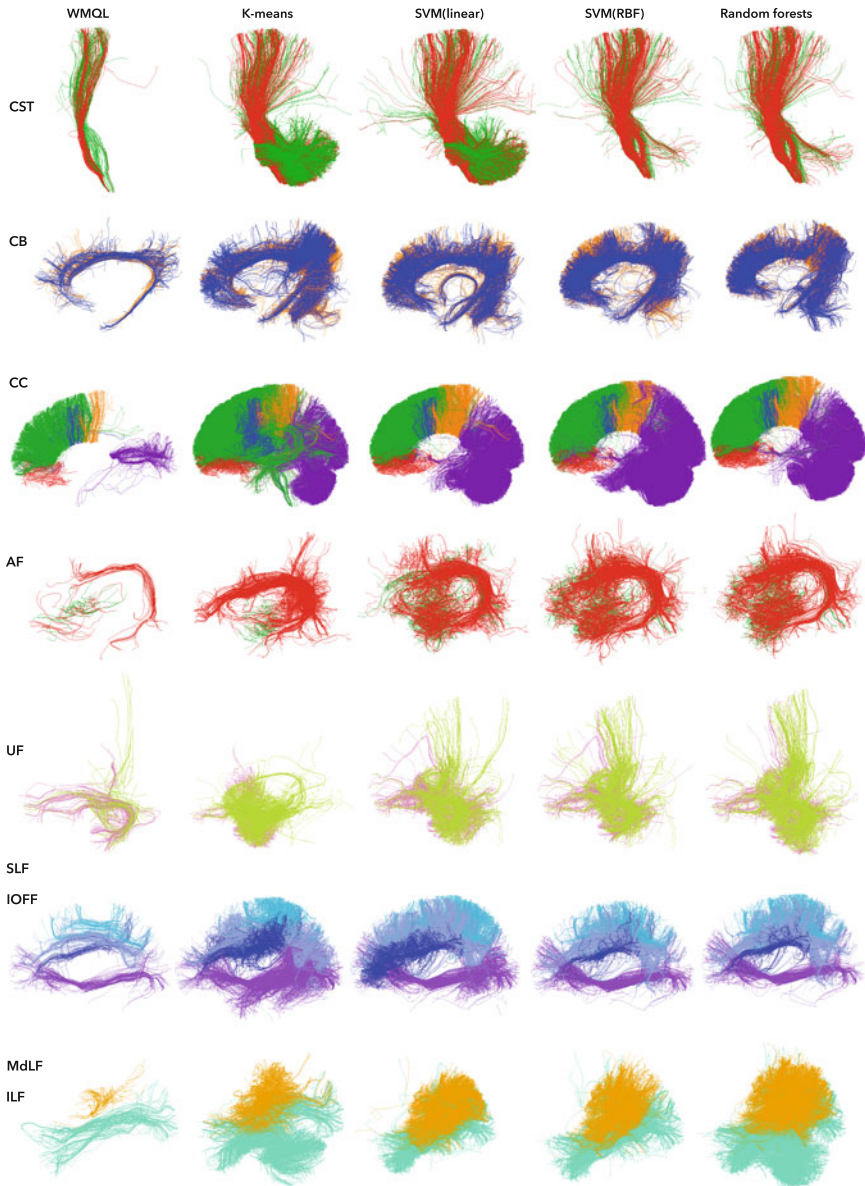 WMQL K-means SVM(linear) SVM(RBF) Random forests
CST
CB
CC
AF
UF
SLF
IOFF
MdLF
ILF